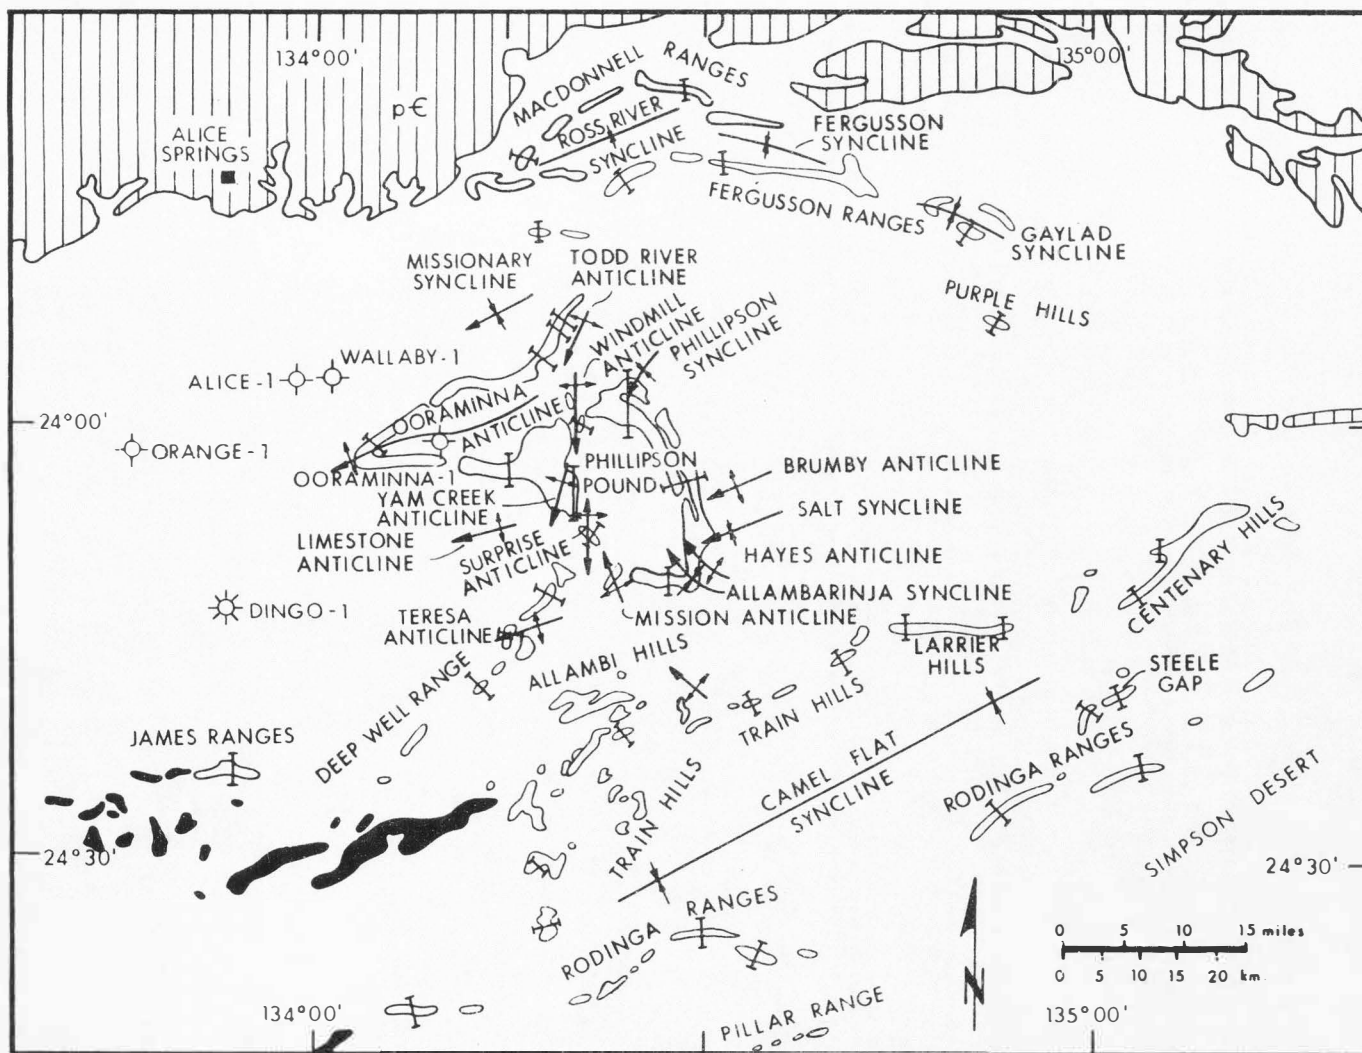 134°00'
135°00'
MACDONNELL RANGES
p€
ALICE
SPRINGS
ROSS RIVER
SYNCLINE
FERGUSSON
SYNCLINE
FERGUSSON RANGES
GAYLAD
SYNCLINE
MISSIONARY
SYNCLINE
TODD RIVER
ANTICLINE
WINDMILL
ANTICLINE
PHILLIPSON
SYNCLINE
PURPLE HILLS
WALLABY-1
ALICE-1
24°00'
ORANGE-1
OORAMINNA
ANTICLINE
OORAMINNA-1
PHILLIPSON
POUND
BRUMBY ANTICLINE
YAM CREEK
ANTICLINE
SALT SYNCLINE
LIMESTONE
ANTICLINE
SURPRISE
ANTICLINE
HAYES ANTICLINE
ALLAMBARINJA SYNCLINE
DINGO-1
TERESA
ANTICLINE
MISSION ANTICLINE
CENTENARY HILLS
LARRIER
HILLS
ALLAMBI HILLS
STEELE
GAP
DEEP WELL RANGE
TRAIN HILLS
JAMES RANGES
CAMEL FLAT
SYNCLINE
RODINGA RANGES
TRAIN HILLS
SIMPSON DESERT
24°30'
24°30'
RODINGA RANGES
0 5 10 15 miles
0 5 10 15 20 km.
N
134°00'
PILLAR RANGE
135°00'